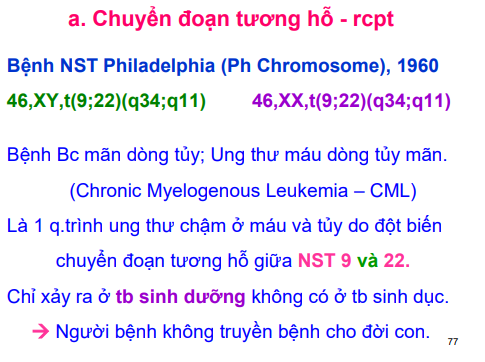 a. Chuyển đoạn tương hỗ - rcpt
Bệnh NST Philadelphia (Ph Chromosome), 1960
46,XY,t(9;22)(q34;q11) 46,XX,t(9;22)(q34;q11)
Bệnh Bc mãn dòng tủy; Ung thư máu dòng tủy mãn.
(Chronic Myelogenous Leukemia – CML)
Là 1 q.trình ung thư chậm ở máu và tủy do đột biến
chuyển đoạn tương hỗ giữa NST 9 và 22.
Chỉ xảy ra ở tb sinh dưỡng không có ở tb sinh dục.
→ Người bệnh không truyền bệnh cho đời con.
77